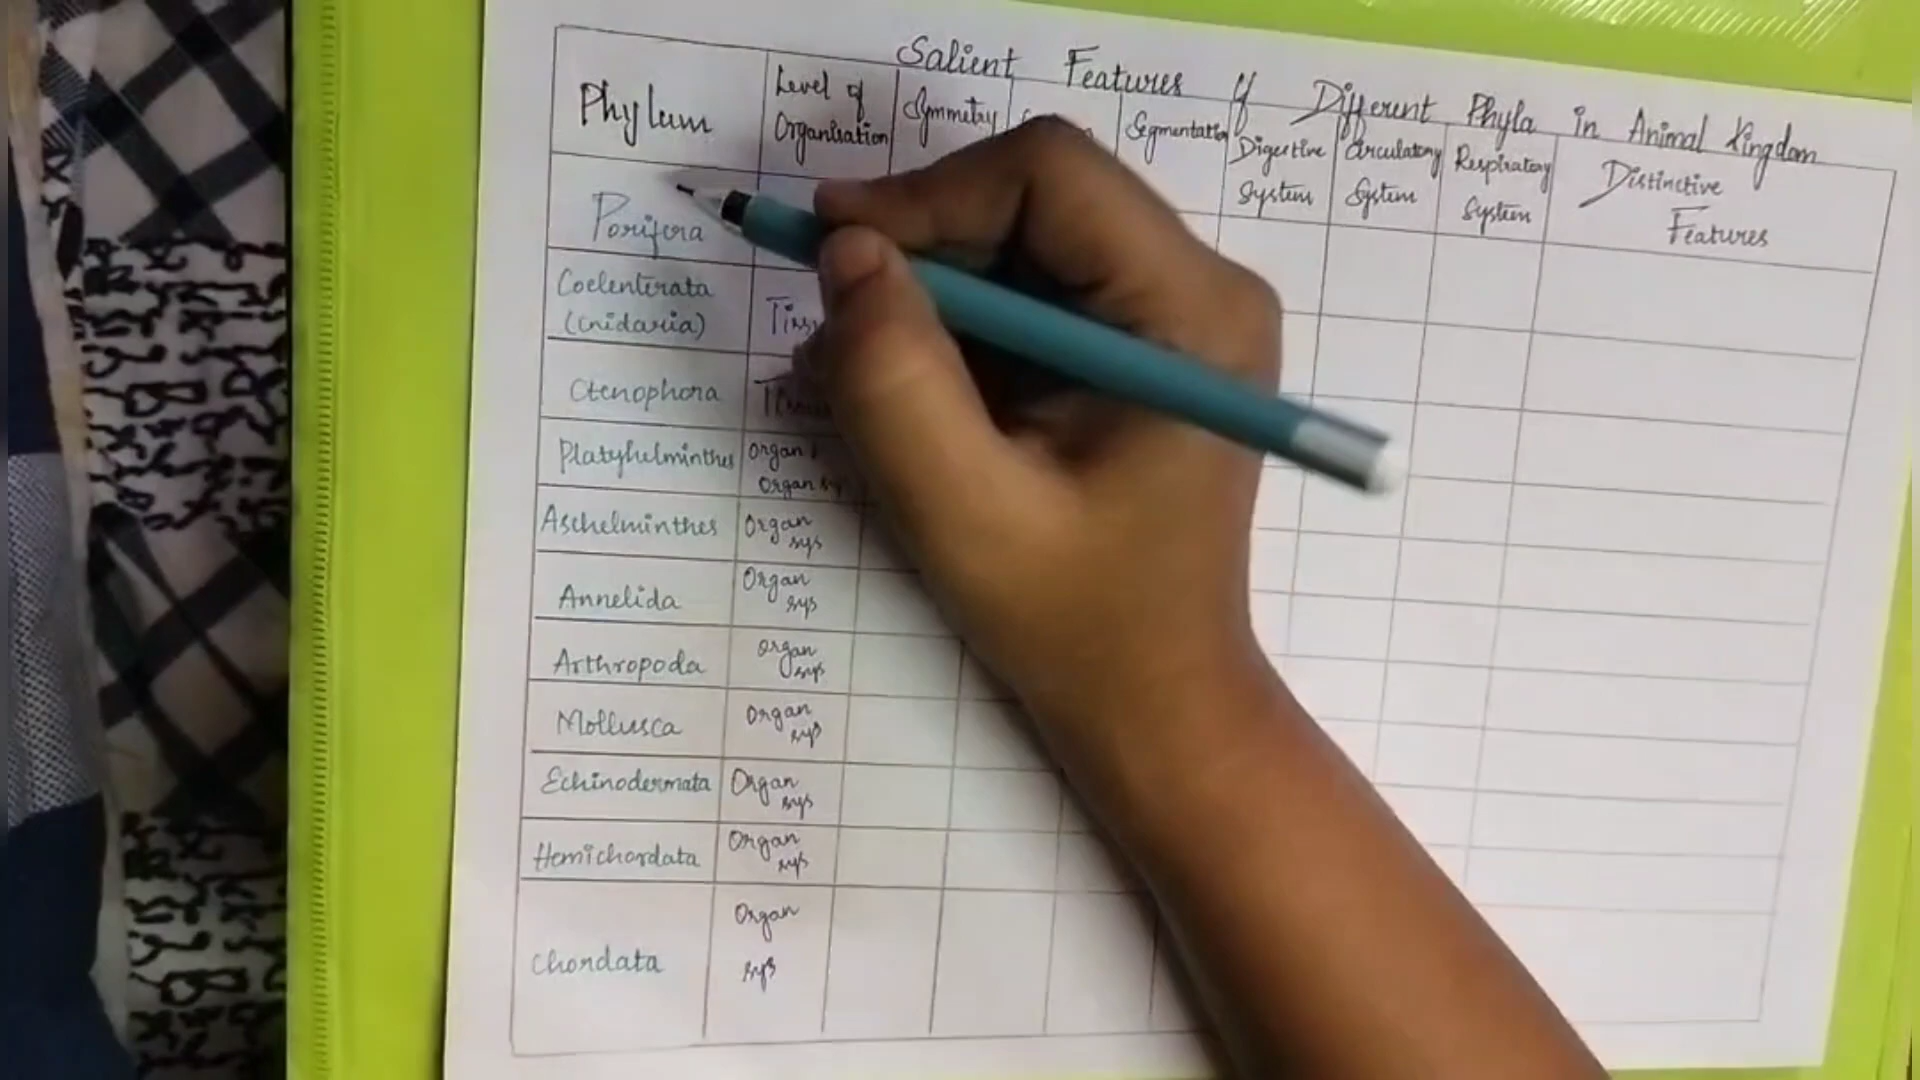 Salient Features of Different Phyla in Animal Kingdom
Phylum
Level of
Organisation
Symmetry
Segmentation
Digestive
System
Circulatory
System
Respiratory
System
Distinctive
Features
Porifera
Coelenterata
(Cnidaria)
Ctenophora
Platyhelminthes
Organ
Organ sy
Aschelminthes
Organ
sys
Annelida
Organ
sys
Arthropoda
Organ
sys
Mollusca
Organ
sys
Echinodermata
Organ
sys
Hemichordata
Organ
sys
Chordata
Organ
sys